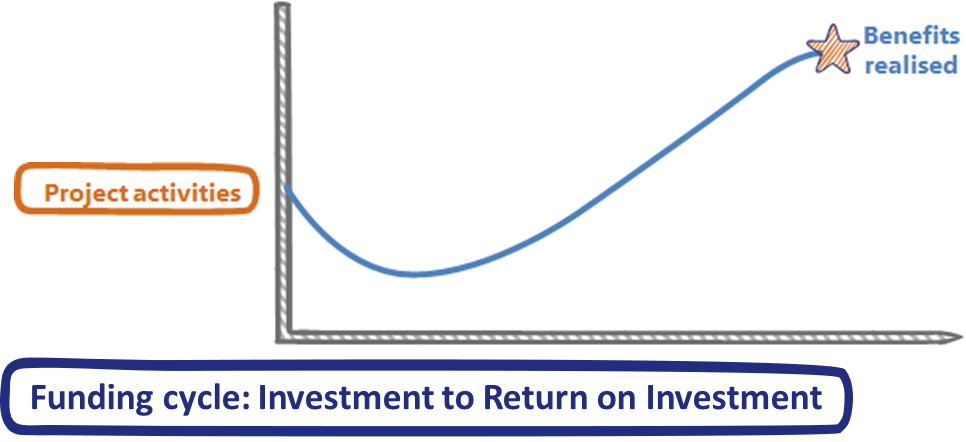 Benefits
realised
Project activities
Funding cycle: Investment to Return on Investment